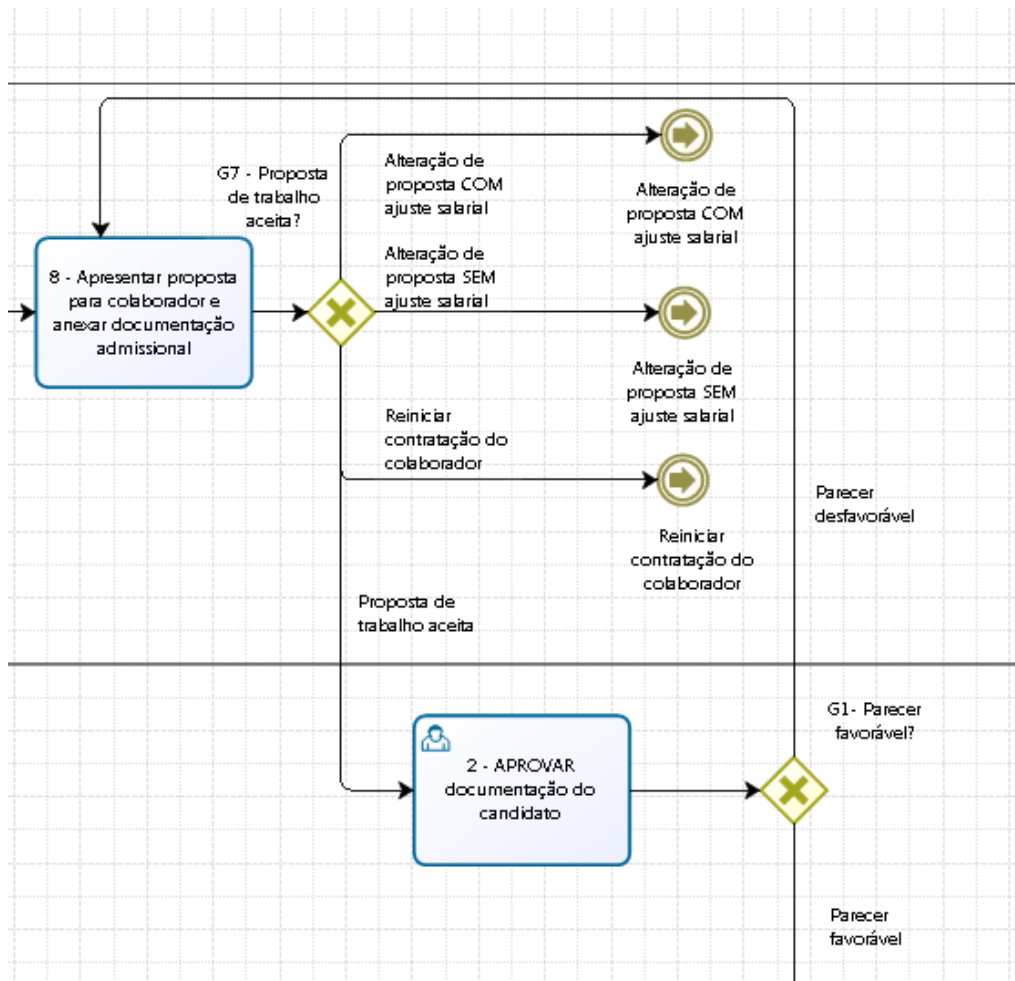 G7 - Proposta
de trabalho
aceita?
Alteração de
proposta COM
ajuste salarial
Alteração de
proposta COM
ajuste salarial
8 - Apresentar proposta
para colaborador e
anexar documentação
admissional
Alteração de
proposta SEM
ajuste salarial
Alteração de
proposta SEM
ajuste salarial
Reiniciar
contratação do
colaborador
Reiniciar
contratação do
colaborador
Parecer
desfavorável
Proposta de
trabalho aceita
G1- Parecer
favorável?
2 - APROVAR
documentação do
candidato
Parecer
favorável